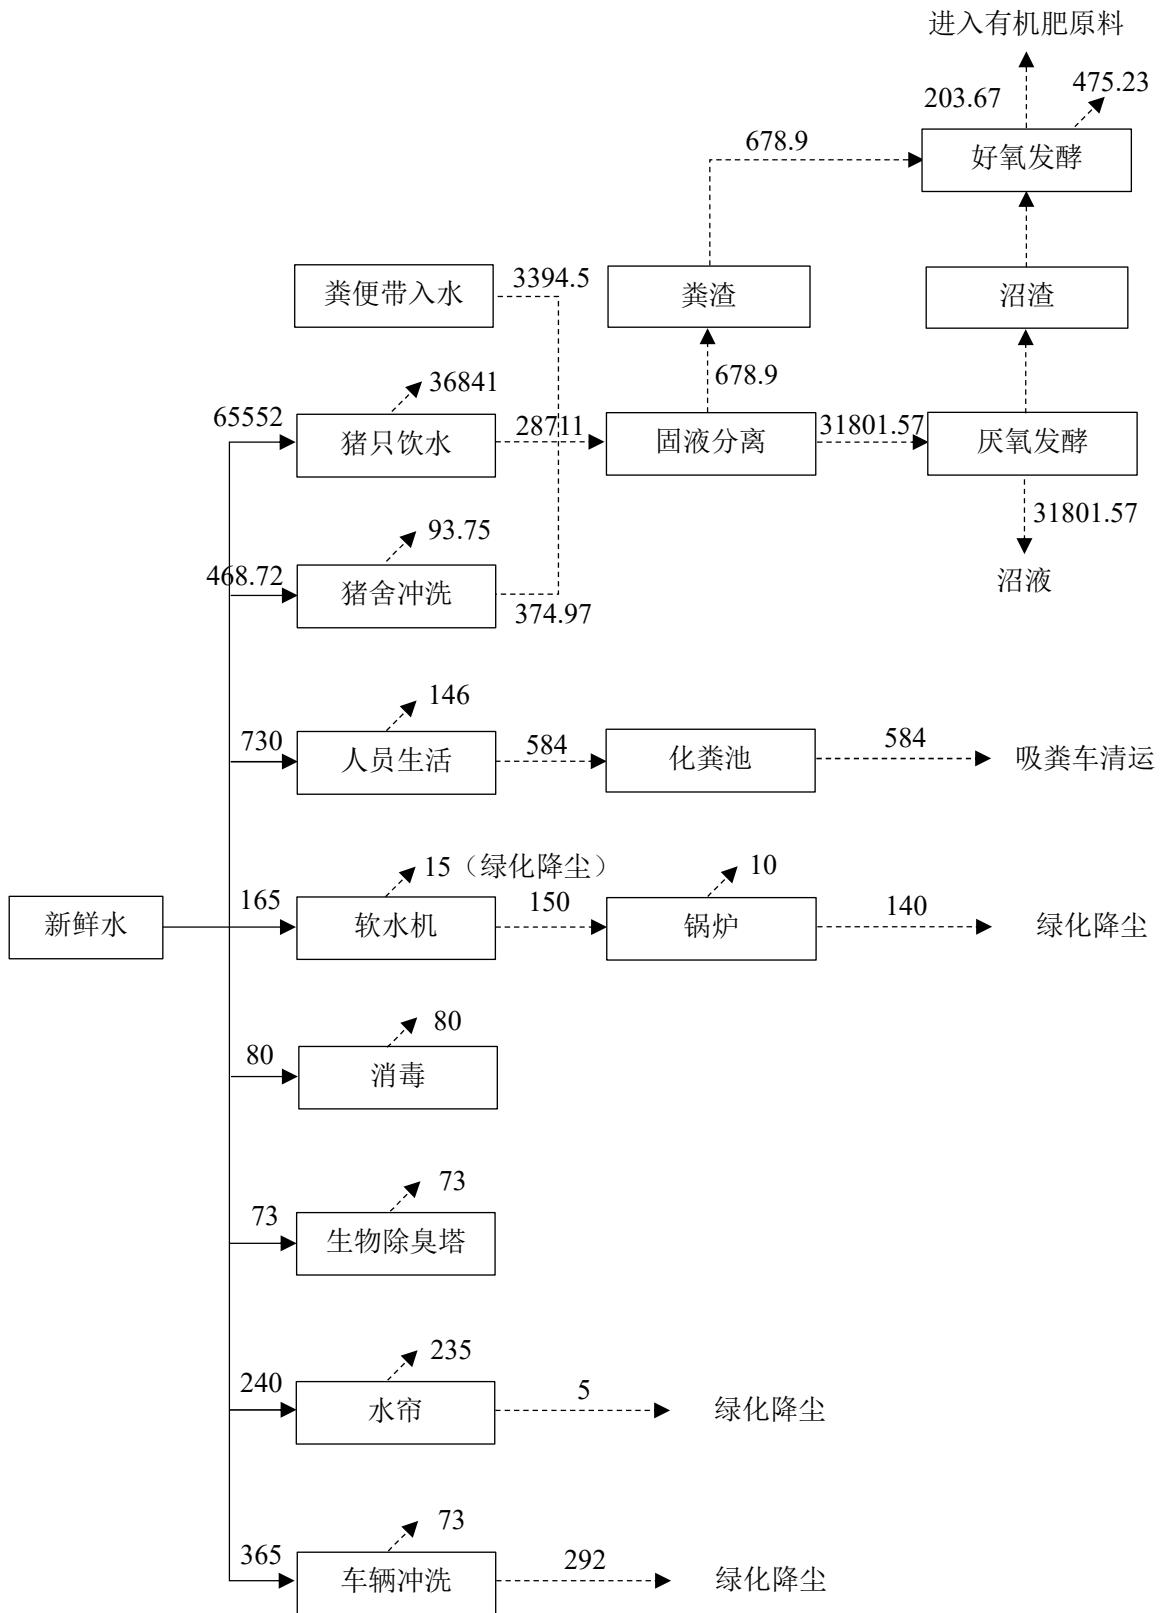 进入有机肥原料
203.67
475.23
678.9
好氧发酵
粪便带入水
3394.5
粪渣
沼渣
678.9
65552
猪只饮水
36841
28711
固液分离
31801.57
厌氧发酵
31801.57
沼液
468.72
猪舍冲洗
93.75
374.97
730
人员生活
146
584
化粪池
584
吸粪车清运
新鲜水
165
软水机
15（绿化降尘）
150
锅炉
10
140
绿化降尘
80
消毒
80
73
生物除臭塔
73
240
水帘
235
5
绿化降尘
365
车辆冲洗
73
292
绿化降尘